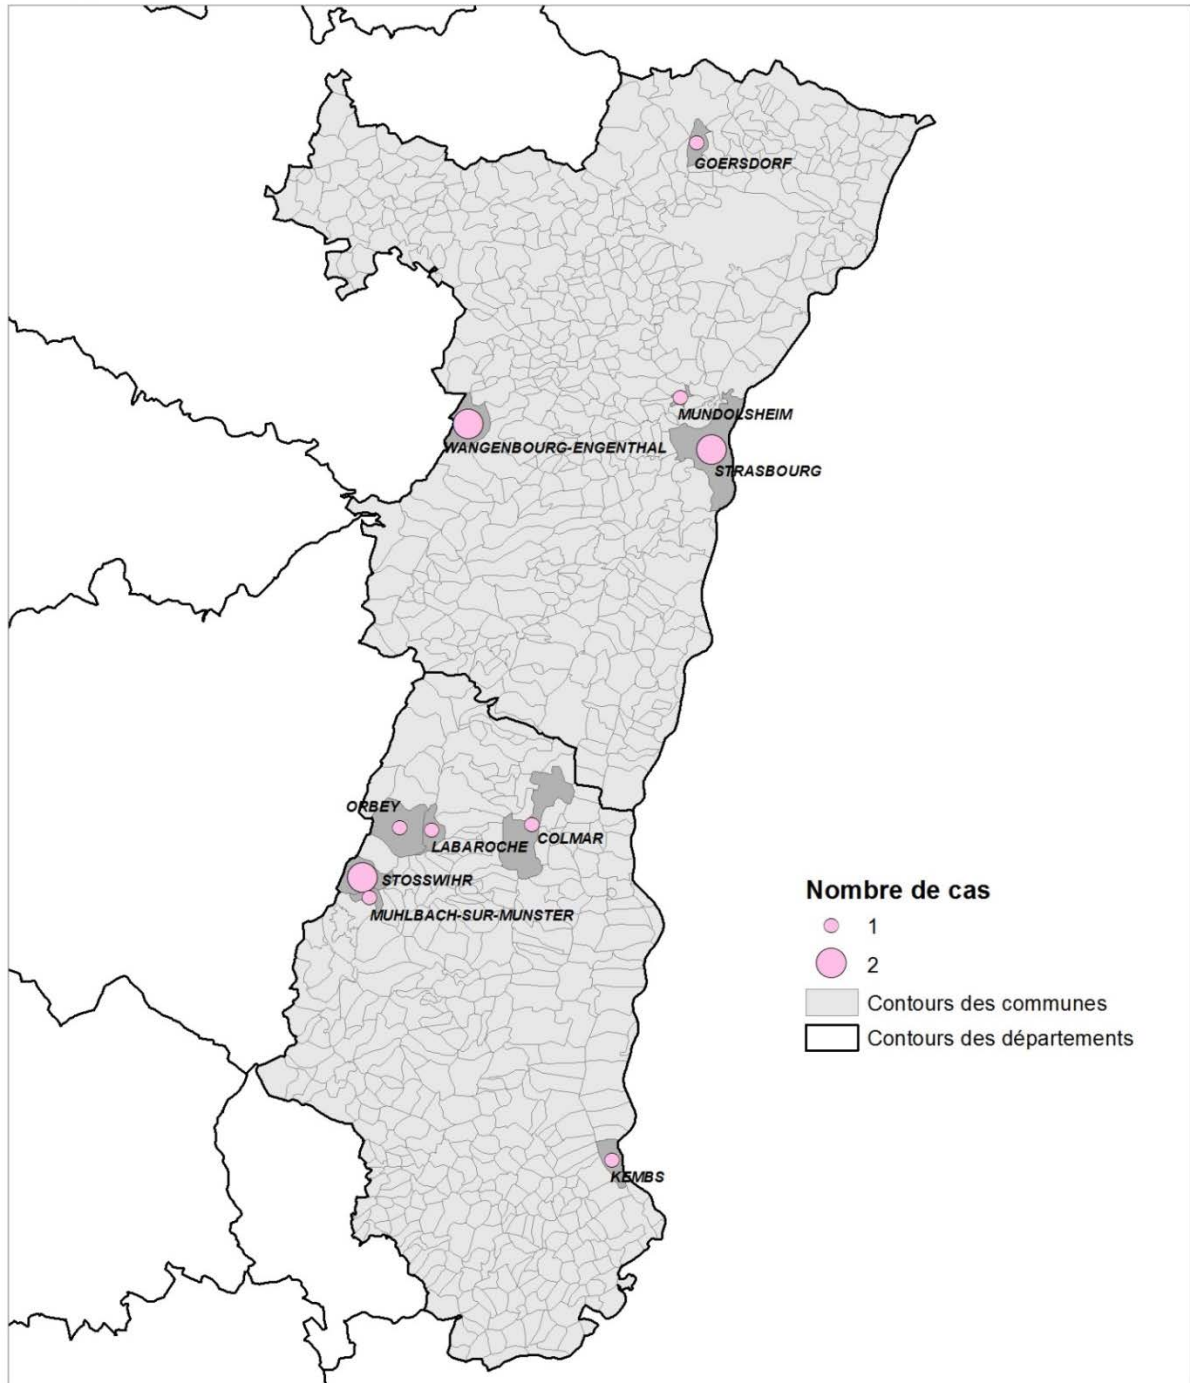 GOERSDORF
MUNDOLSHEIM
WANGENBOURG-ENGENTHAL
STRASBOURG
ORBEY
COLMAR
LABAROCHE
STOSSWIHR
MUHLBACH-SUR-MUNSTER
Nombre de cas
1
2
Contours des communes
Contours des départements
KEMBS